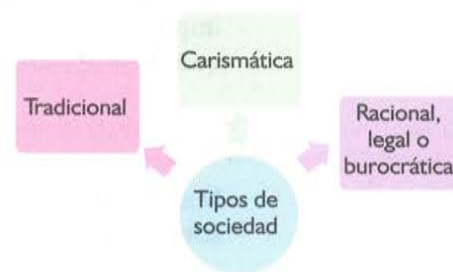 Carismática
Tradicional
Racional,
legal o
burocrática
Tipos de
sociedad